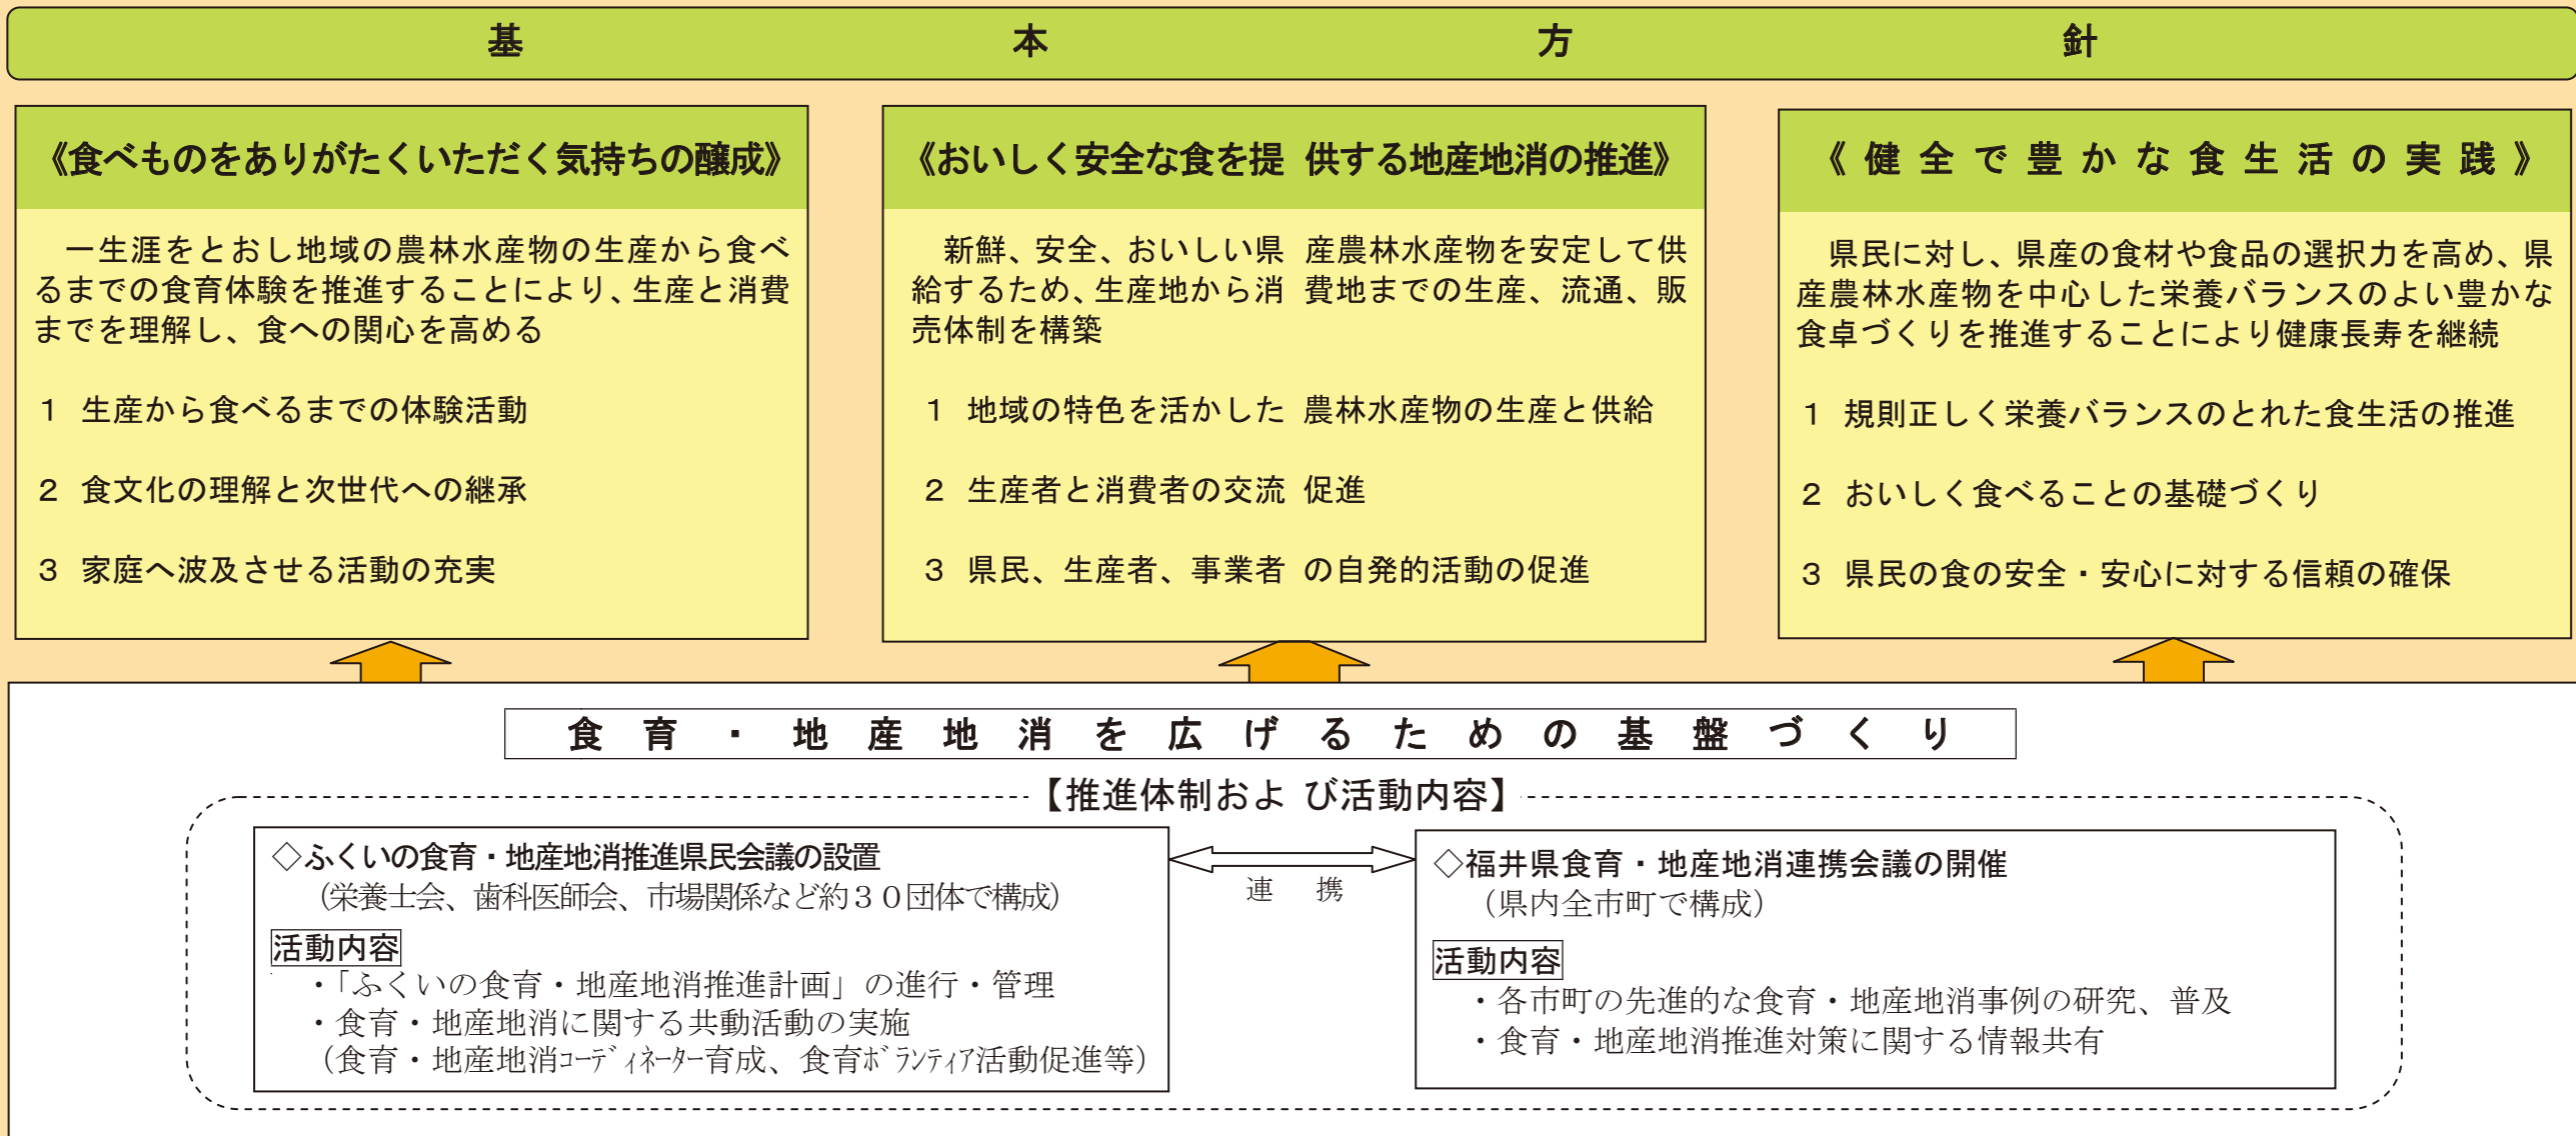 基本方針
《食べものをありがたくいただく気持ちの醸成》
一生涯をとおし地域の農林水産物の生産から食べ
るまでの食育体験を推進することにより、生産と消費
までを理解し、食への関心を高める
1 生産から食べるまでの体験活動
2 食文化の理解と次世代への継承
3 家庭へ波及させる活動の充実
《おいしく安全な食を提 供する地産地消の推進》
新鮮、安全、おいしい県 産農林水産物を安定して供
給するため、生産地から消 費地までの生産、流通、販
売体制を構築
1 地域の特色を活かした 農林水産物の生産と供給
2 生産者と消費者の交流 促進
3 県民、生産者、事業者 の自発的活動の促進
《健全で豊かな食生活の実践》
県民に対し、県産の食材や食品の選択力を高め、県
産農林水産物を中心した栄養バランスのよい豊かな
食卓づくりを推進することにより健康長寿を継続
1 規則正しく栄養バランスのとれた食生活の推進
2 おいしく食べることの基礎づくり
3 県民の食の安全・安心に対する信頼の確保
食育・地産地消を広げるための基盤づくり
【推進体制およ び活動内容】
◇ふくいの食育・地産地消推進県民会議の設置
（栄養士会、歯科医師会、市場関係など約３０団体で構成）
活動内容
・「ふくいの食育・地産地消推進計画」の進行・管理
・食育・地産地消に関する共動活動の実施
（食育・地産地消ｺｰﾃﾞｨﾈｰﾀｰ育成、食育ﾎﾞﾗﾝﾃｨｱ活動促進等）
連 携
◇福井県食育・地産地消連携会議の開催
（県内全市町で構成）
活動内容
・各市町の先進的な食育・地産地消事例の研究、普及
・食育・地産地消推進対策に関する情報共有